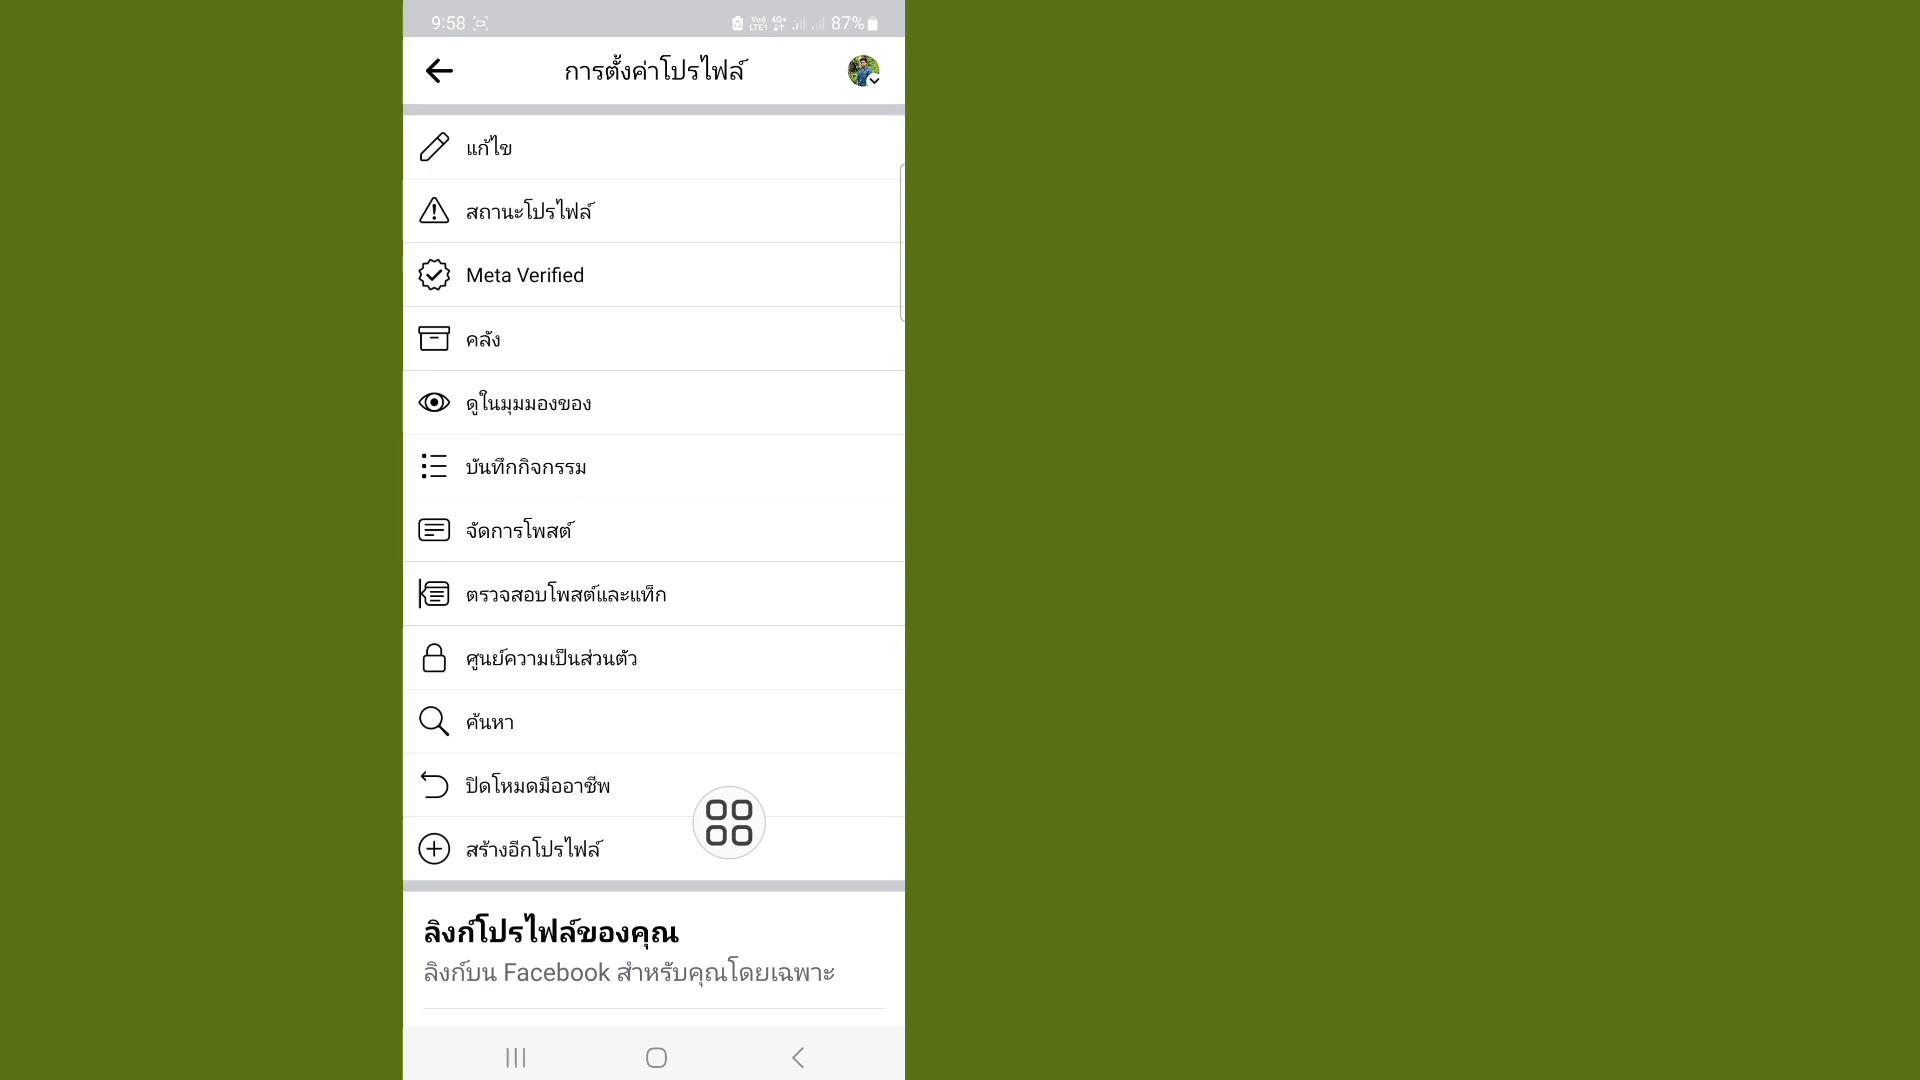 9:58
Vo)) 4G+ 87%
LTE1
การตั้งค่าโปรไฟล์
แก้ไข
สถานะโปรไฟล์
Meta Verified
คลัง
ดูในมุมมองของ
บันทึกกิจกรรม
จัดการโพสต์
ตรวจสอบโพสต์และแท็ก
ศูนย์ความเป็นส่วนตัว
ค้นหา
ปิดโหมดมืออาชีพ
สร้างอีกโปรไฟล์
ลิงก์โปรไฟล์ของคุณ
ลิงก์บน Facebook สำหรับคุณโดยเฉพาะ